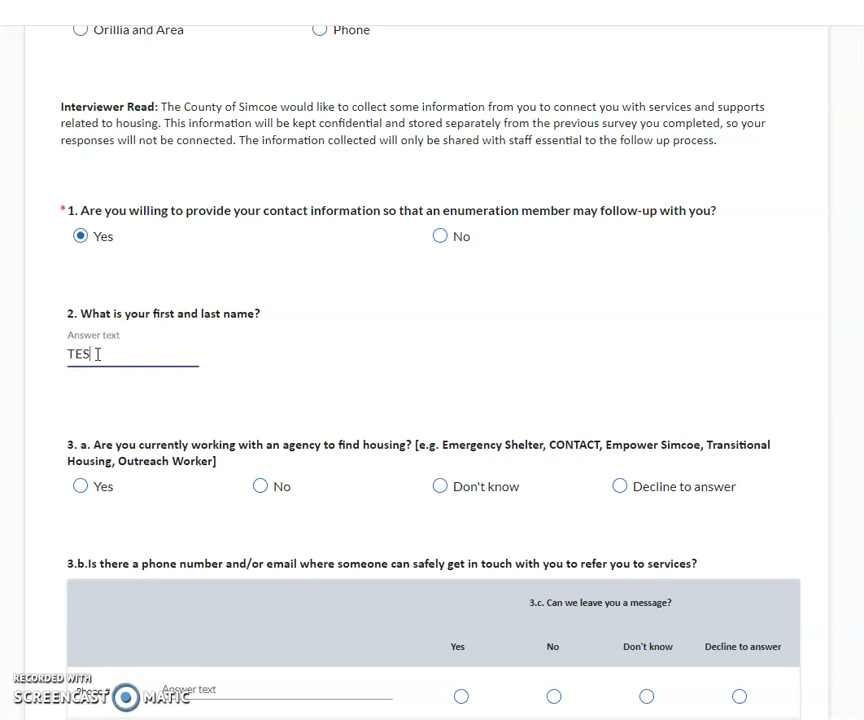 Orillia and Area Phone
Interviewer Read: The County of Simcoe would like to collect some information from you to connect you with services and supports
related to housing. This information will be kept confidential and stored separately from the previous survey you completed, so your
responses will not be connected. The information collected will only be shared with staff essential to the follow up process.
* 1. Are you willing to provide your contact information so that an enumeration member may follow-up with you?
Yes No
2. What is your first and last name?
Answer text
TES
3. a. Are you currently working with an agency to find housing? [e.g. Emergency Shelter, CONTACT, Empower Simcoe, Transitional
Housing, Outreach Worker]
Yes No Don't know Decline to answer
3.b.Is there a phone number and/or email where someone can safely get in touch with you to refer you to services?
3.c. Can we leave you a message?
Yes No Don't know Decline to answer
RECORDED WITH
Answer text
SCREENCAST MATIC